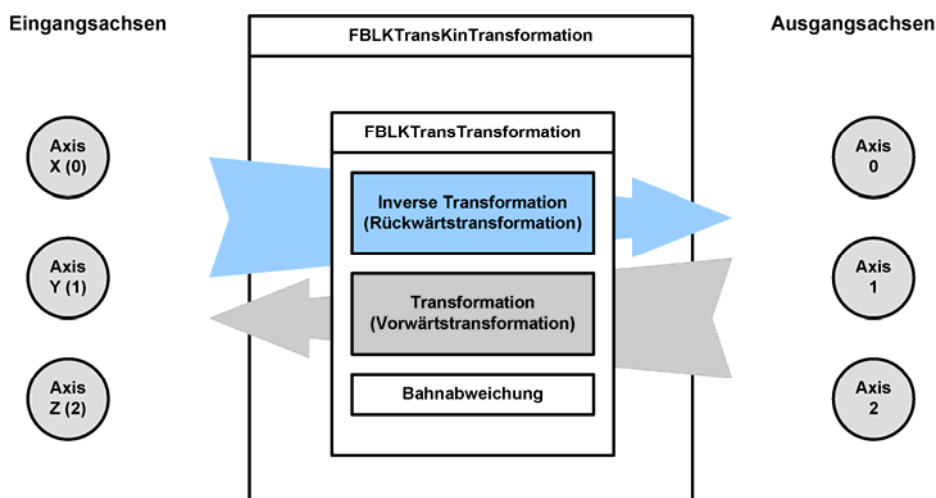 Eingangsachsen
FBLKTransKinTransformation
Ausgangsachsen
Axis
X (0)
Axis
Y (1)
Axis
Z (2)
FBLKTransTransformation
Inverse Transformation
(Rückwärtstransformation)
Transformation
(Vorwärtstransformation)
Bahnabweichung
Axis
0
Axis
1
Axis
2